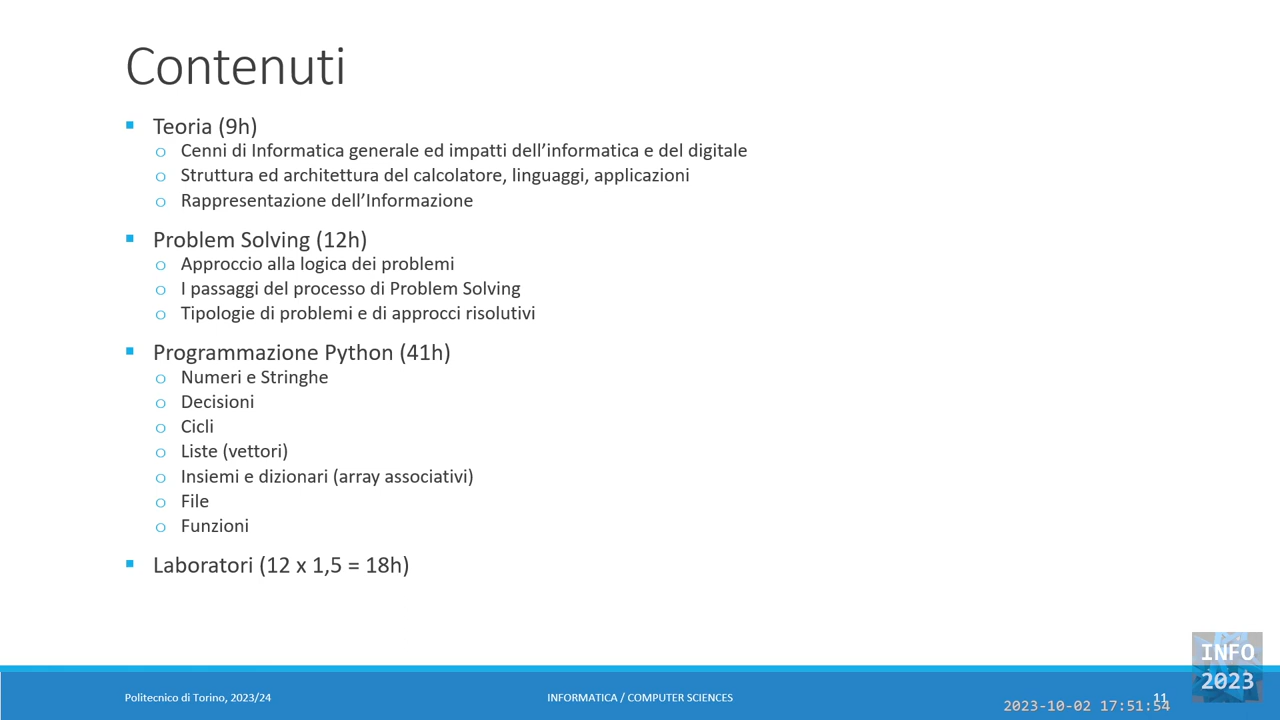 Contenuti
Teoria (9h)
Cenni di Informatica generale ed impatti dell'informatica e del digitale
Struttura ed architettura del calcolatore, linguaggi, applicazioni
Rappresentazione dell'Informazione
Problem Solving (12h)
Approccio alla logica dei problemi
I passaggi del processo di Problem Solving
Tipologie di problemi e di approcci risolutivi
Programmazione Python (41h)
Numeri e Stringhe
Decisioni
Cicli
Liste (vettori)
Insiemi e dizionari (array associativi)
File
Funzioni
Laboratori (12 x 1,5 = 18h)
INFO
2023
Politecnico di Torino, 2023/24
INFORMATICA / COMPUTER SCIENCES
11
2023-10-02 17:51:54